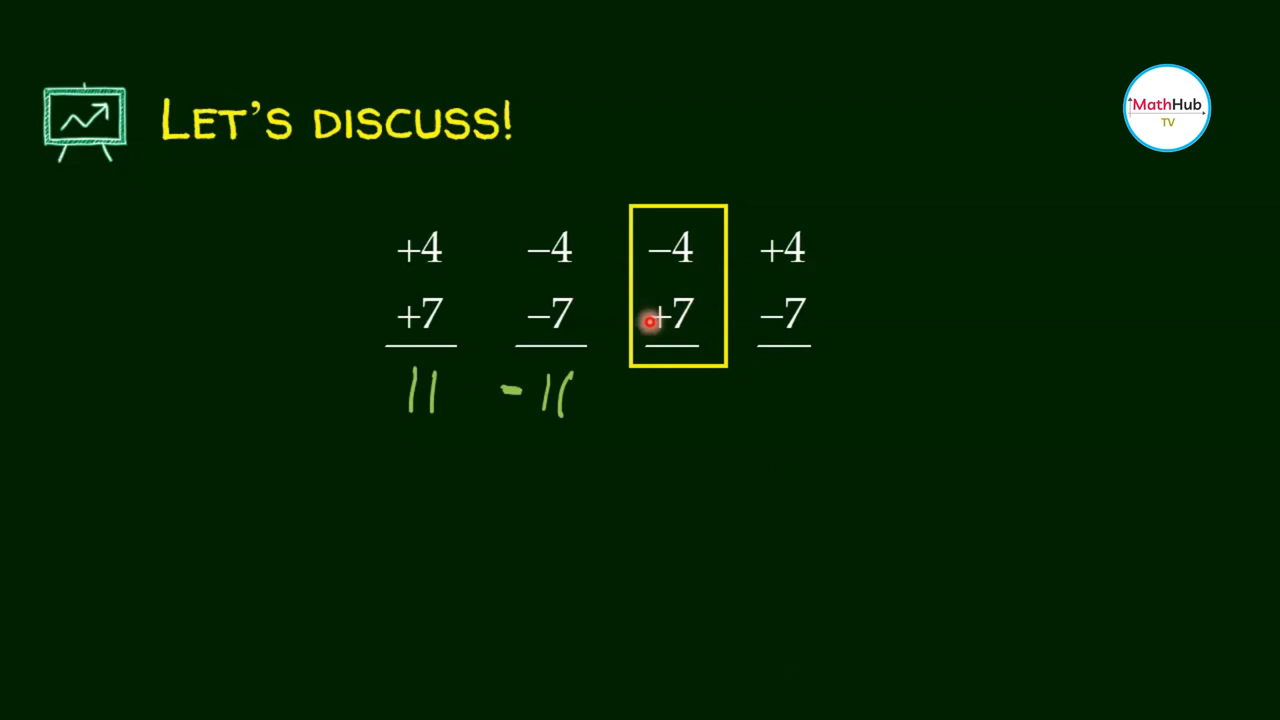 LET'S DISCUSS!
MathHub
TV
+4 –4 –4 +4
+7 –7 +7 –7
11 -11